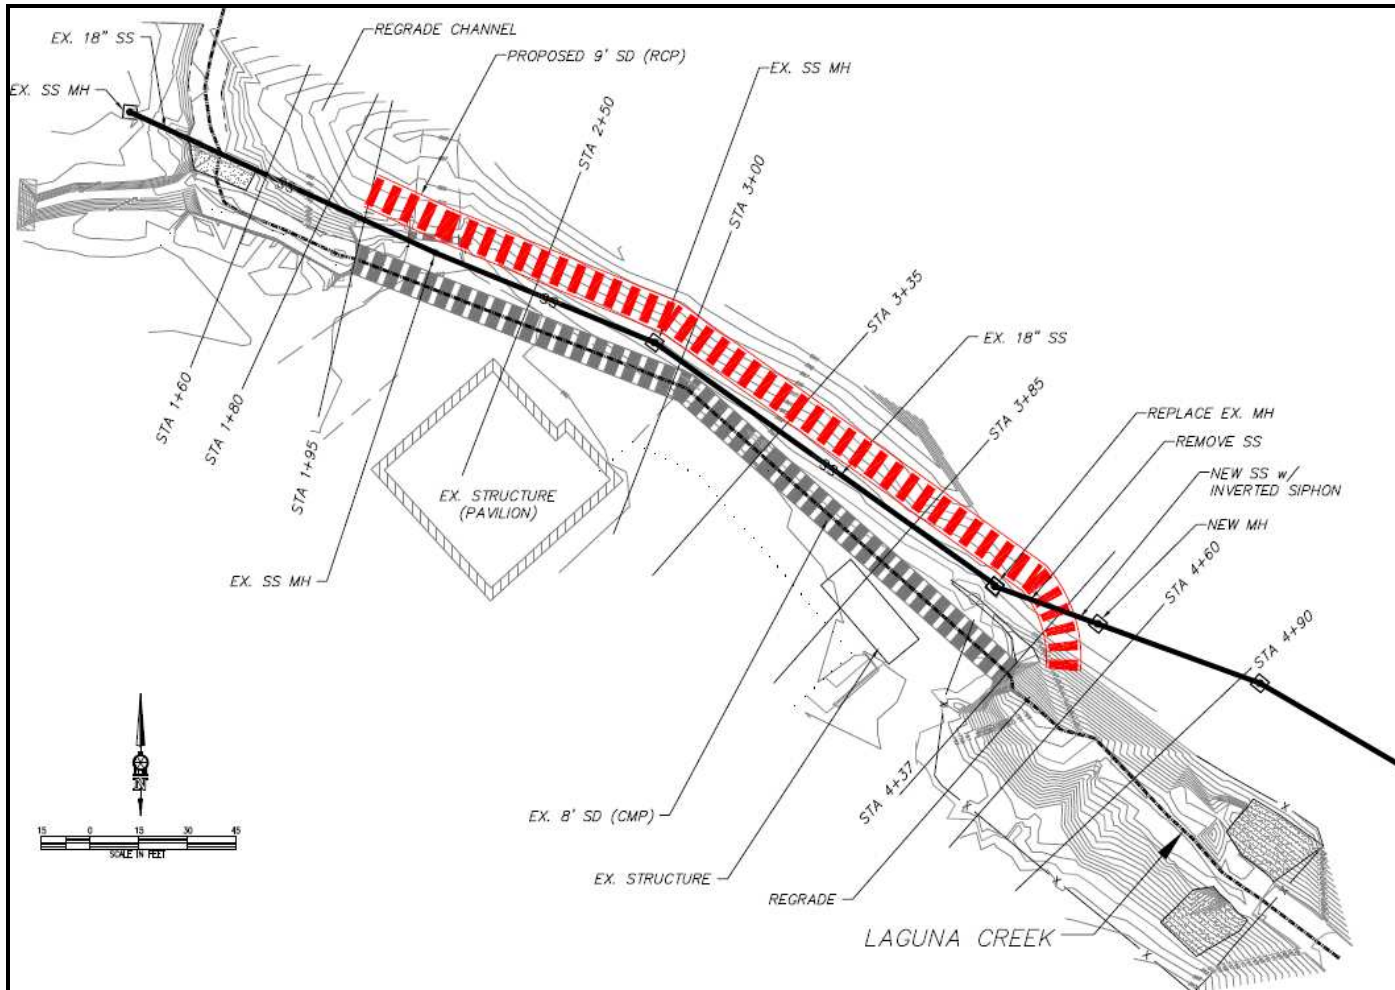 REGRADE CHANNEL
EX. 18" SS
PROPOSED 9' SD (RCP)
EX. SS MH
EX. SS MH
STA 2+50
STA 3+00
SS
SS
STA 3+35
EX. 18" SS
STA 1+60
STA 1+80
STA 1+95
STA 3+85
REPLACE EX. MH
REMOVE SS
NEW SS w/
INVERTED SIPHON
SS
EX. STRUCTURE
(PAVILION)
NEW MH
EX. SS MH
STA 4+60
STA 4+90
STA 4+37
EX. 8' SD (CMP)
15 0 15 30 45
SCALE IN FEET
EX. STRUCTURE
REGRADE
LAGUNA CREEK
X
X
X
X
X